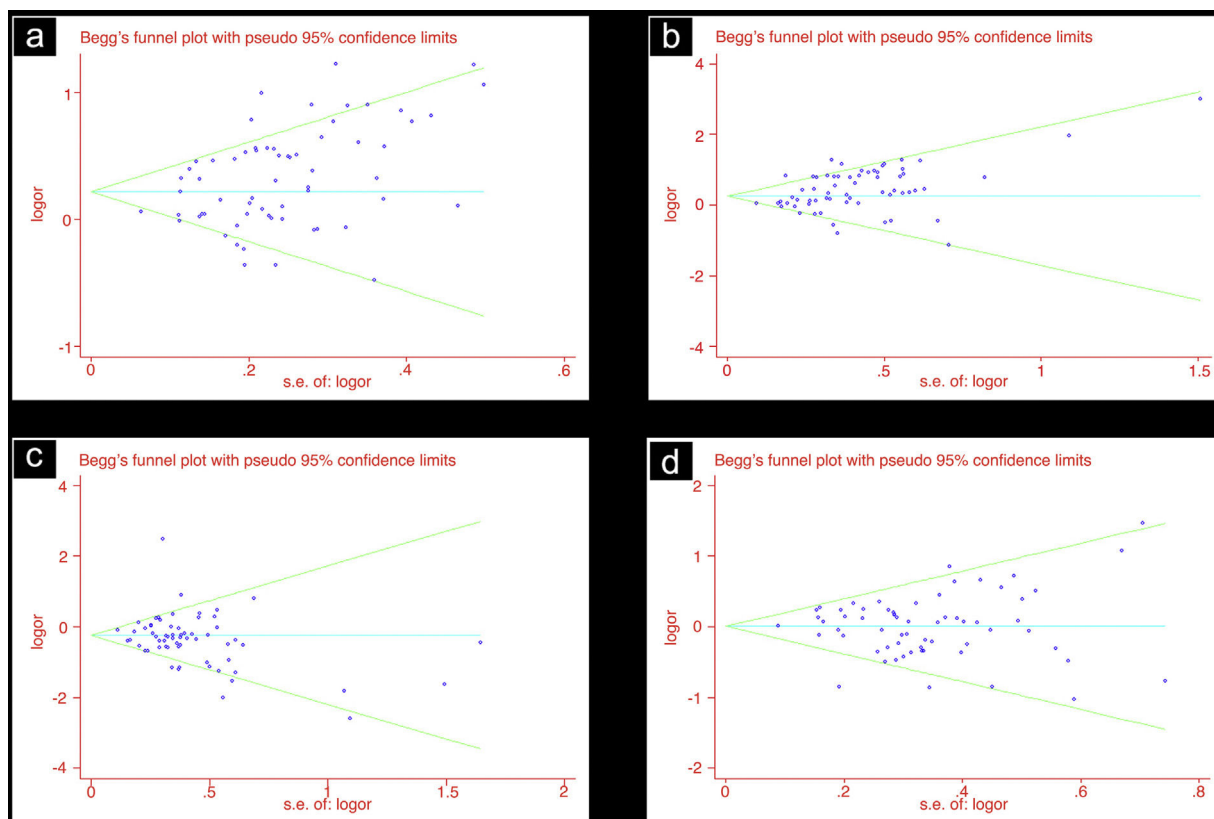 a
Begg's funnel plot with pseudo 95% confidence limits
1
0
-1
logor
0
.2
.4
.6
s.e. of: logor
b
Begg's funnel plot with pseudo 95% confidence limits
4
2
0
-2
-4
logor
0
.5
1
1.5
s.e. of: logor
c
Begg's funnel plot with pseudo 95% confidence limits
4
2
0
-2
-4
logor
0
.5
1
1.5
2
s.e. of: logor
d
Begg's funnel plot with pseudo 95% confidence limits
2
1
0
-1
-2
logor
0
.2
.4
.6
.8
s.e. of: logor